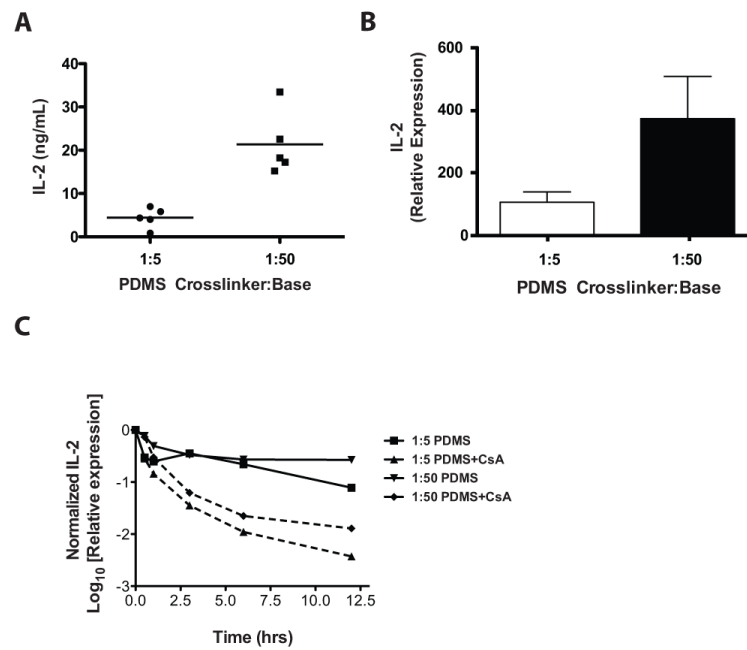 A
IL-2 (ng/mL)
40
30
20
10
0
1:5
1:50
PDMS Crosslinker:Base
B
IL-2
(Relative Expression)
600
400
200
0
1:5
1:50
PDMS Crosslinker:Base
C
Normalized IL-2
Log10 [Relative expression]
0
-1
-2
-3
0.0
2.5
5.0
7.5
10.0
12.5
Time (hrs)
1:5 PDMS
1:5 PDMS+CsA
1:50 PDMS
1:50 PDMS+CsA